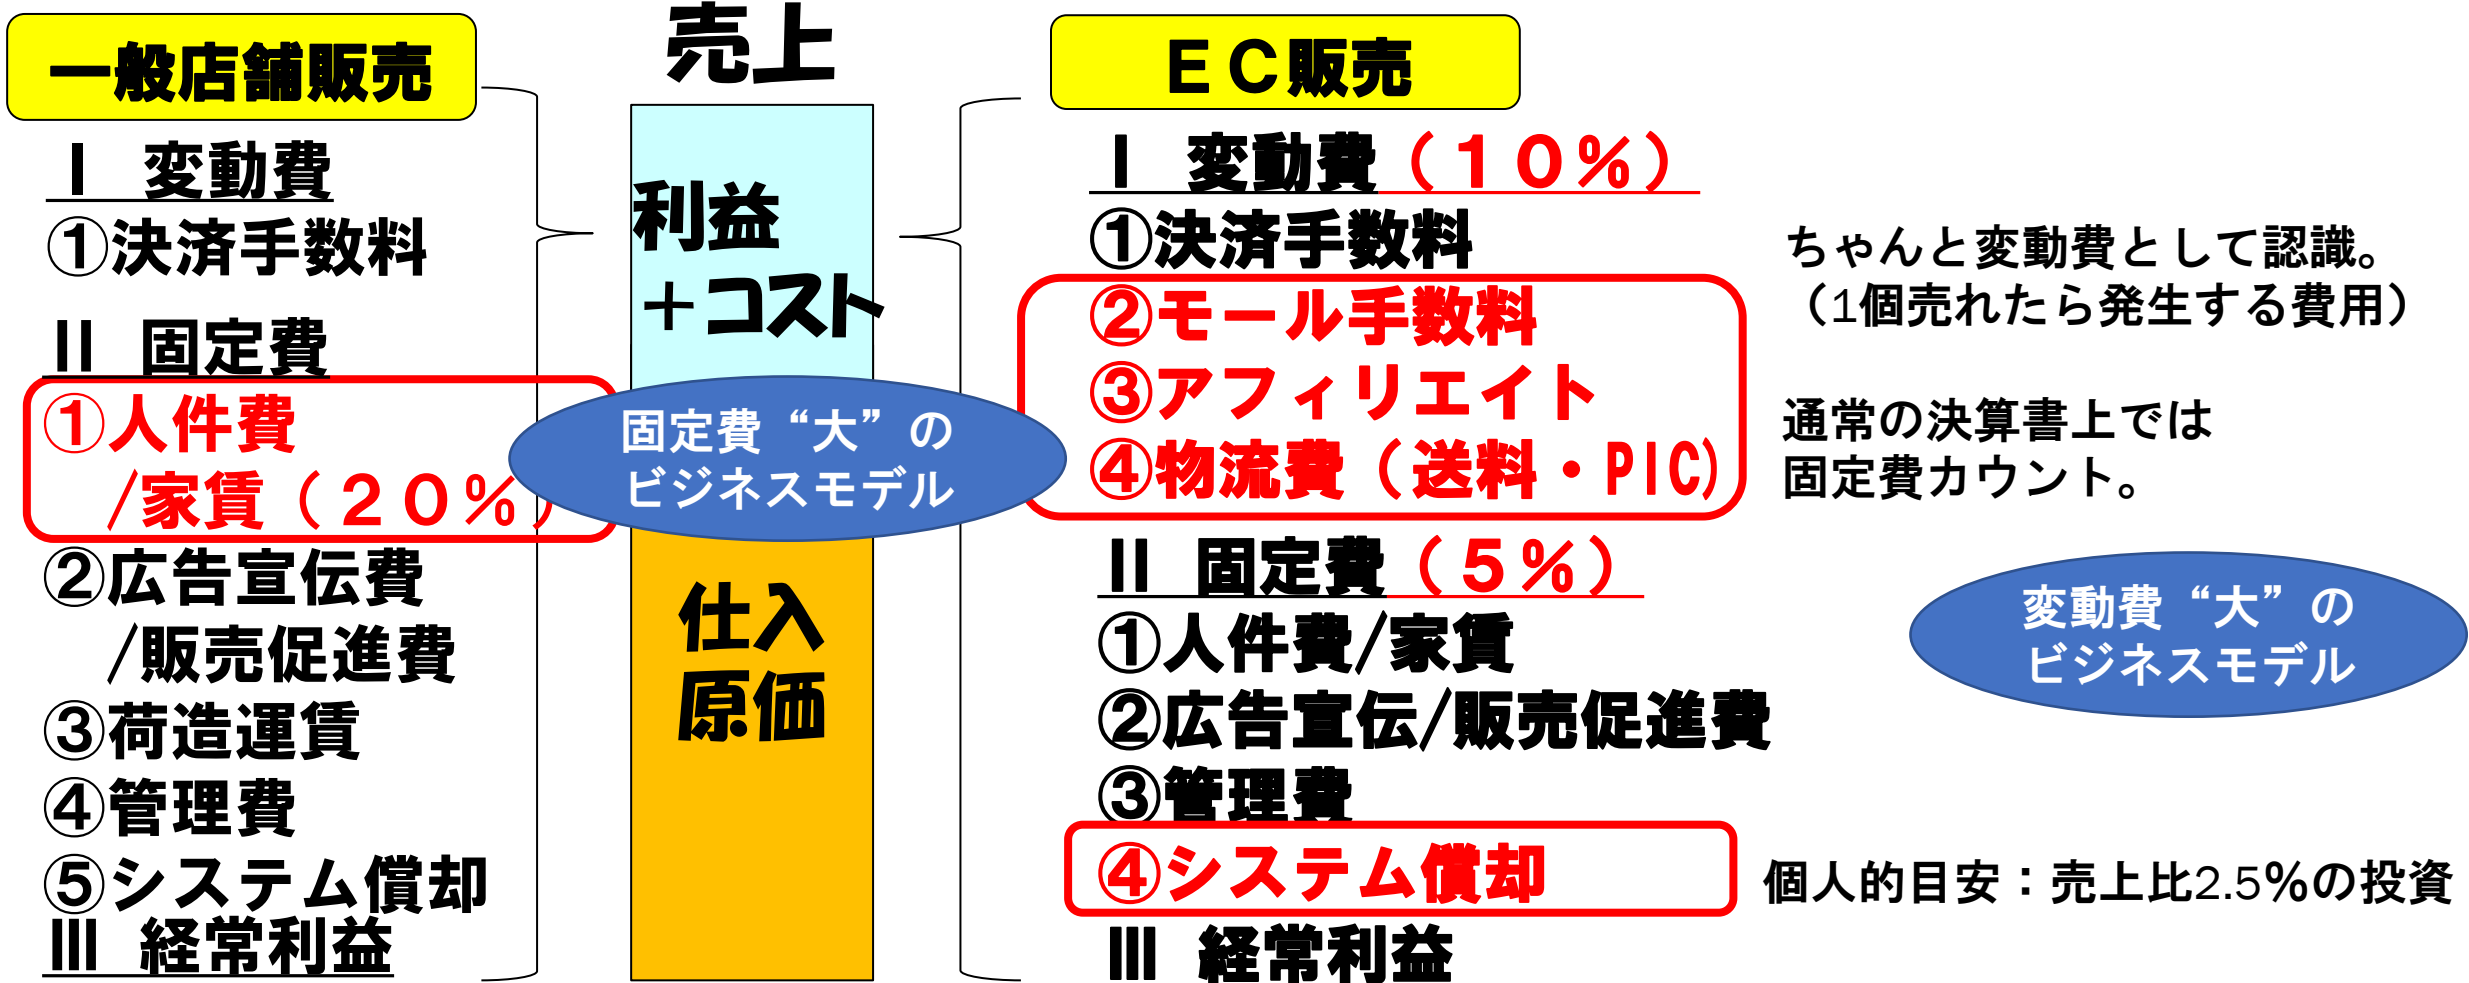 一般店舗販売
Ⅰ 変動費
①決済手数料
Ⅱ 固定費
①人件費
/家賃（２０％）
②広告宣伝費
/販売促進費
③荷造運賃
④管理費
⑤システム償却
Ⅲ 経常利益
売上
利益
＋コスト
固定費“大”の
ビジネスモデル
仕入
原価
ＥＣ販売
Ⅰ 変動費（１０％）
①決済手数料
②モール手数料
③アフィリエイト
④物流費（送料・PIC)
Ⅱ 固定費（５％）
①人件費/家賃
②広告宣伝/販売促進費
③管理費
④システム償却
Ⅲ 経常利益
ちゃんと変動費として認識。
（1個売れたら発生する費用）
通常の決算書上では
固定費カウント。
変動費“大”の
ビジネスモデル
個人的目安：売上比2.5％の投資